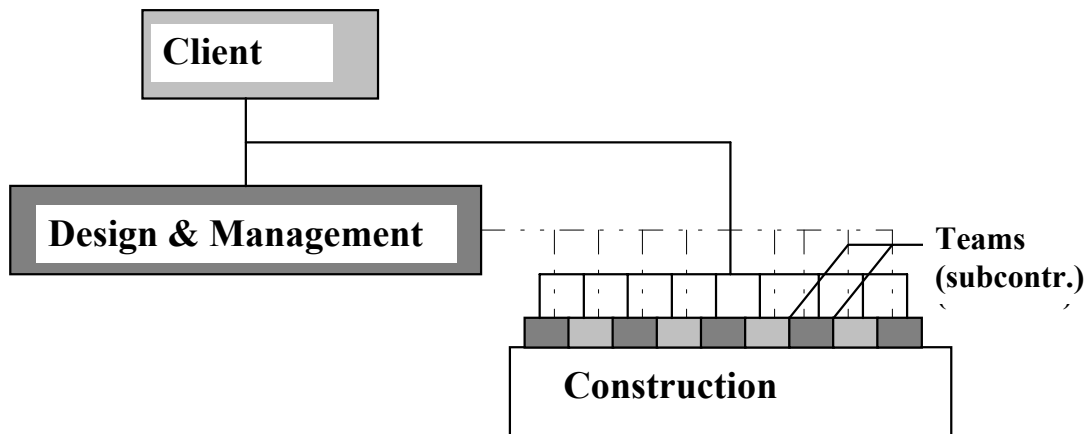 Client
Design & Management
Teams
(subcontr.)
Construction